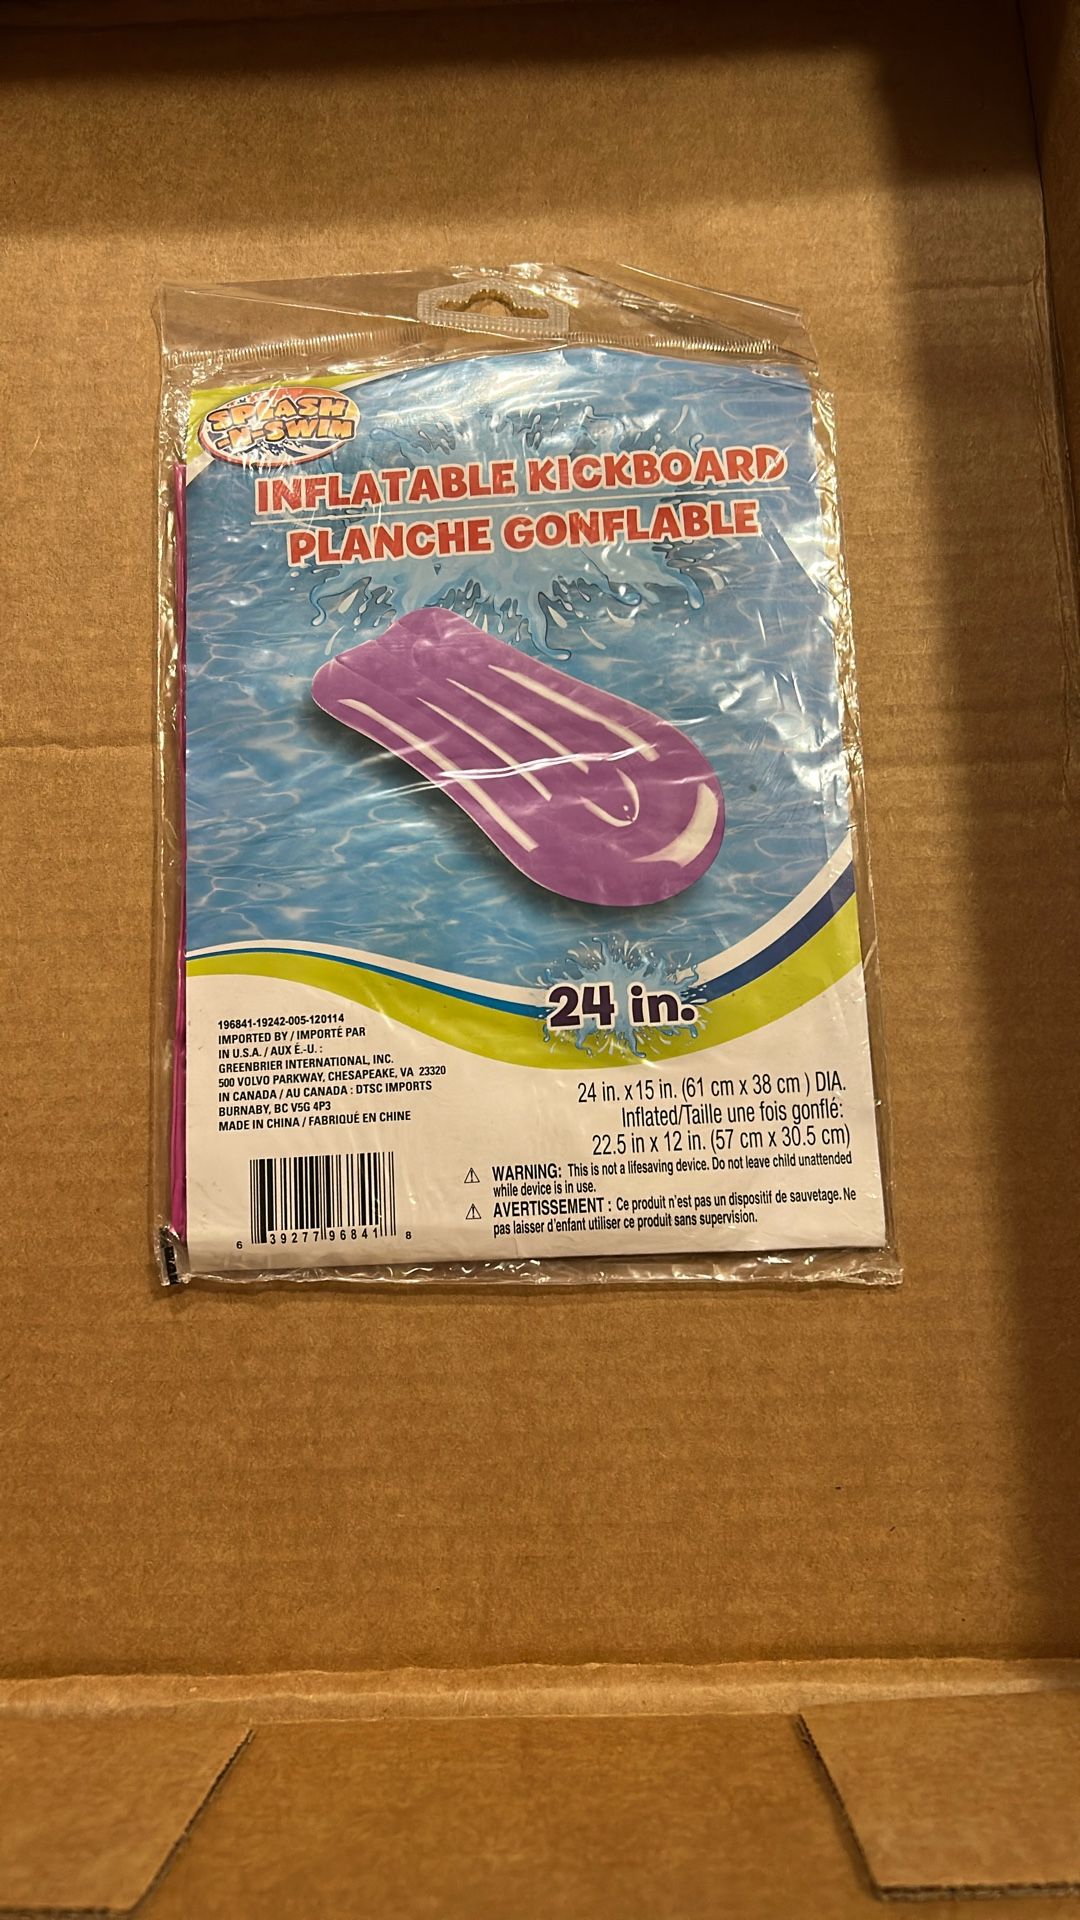 SPLASH
-N-SWIM
INFLATABLE KICKBOARD
PLANCHE GONFLABLE
24 in.
196841-19242-005-120114
IMPORTED BY / IMPORTÉ PAR
IN U.S.A. / AUX É.-U. :
GREENBRIER INTERNATIONAL, INC.
500 VOLVO PARKWAY, CHESAPEAKE, VA 23320
IN CANADA / AU CANADA : DTSC IMPORTS
BURNABY, BC V5G 4P3
MADE IN CHINA / FABRIQUÉ EN CHINE
6 39277 96841 8
24 in. x 15 in. (61 cm x 38 cm ) DIA.
Inflated/Taille une fois gonflé:
22.5 in x 12 in. (57 cm x 30.5 cm)
⚠ WARNING: This is not a lifesaving device. Do not leave child unattended
while device is in use.
⚠ AVERTISSEMENT : Ce produit n'est pas un dispositif de sauvetage. Ne
pas laisser d'enfant utiliser ce produit sans supervision.